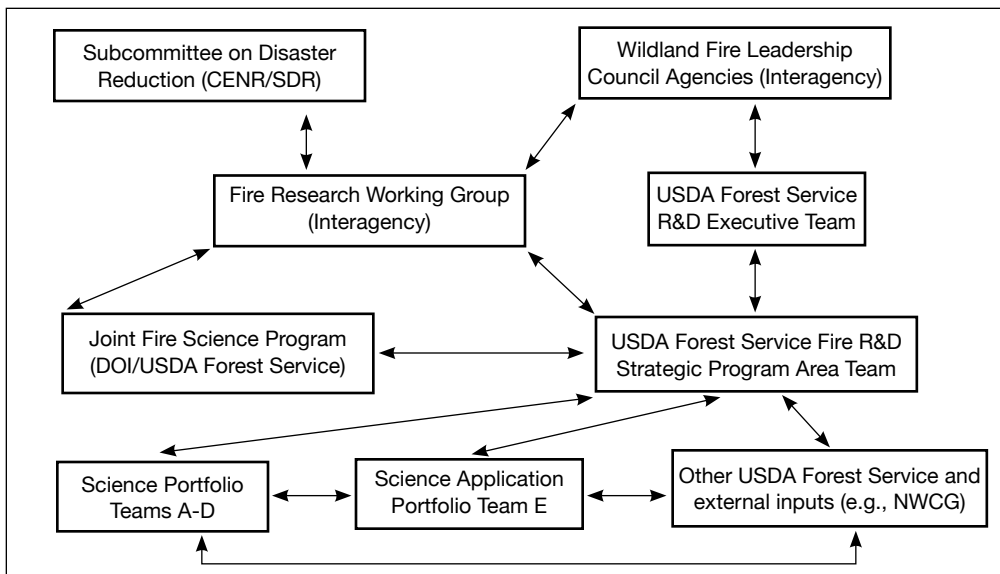 Subcommittee on Disaster
Reduction (CENR/SDR)
Wildland Fire Leadership
Council Agencies (Interagency)
Fire Research Working Group
(Interagency)
USDA Forest Service
R&D Executive Team
Joint Fire Science Program
(DOI/USDA Forest Service)
USDA Forest Service Fire R&D
Strategic Program Area Team
Science Portfolio
Teams A-D
Science Application
Portfolio Team E
Other USDA Forest Service and
external inputs (e.g., NWCG)